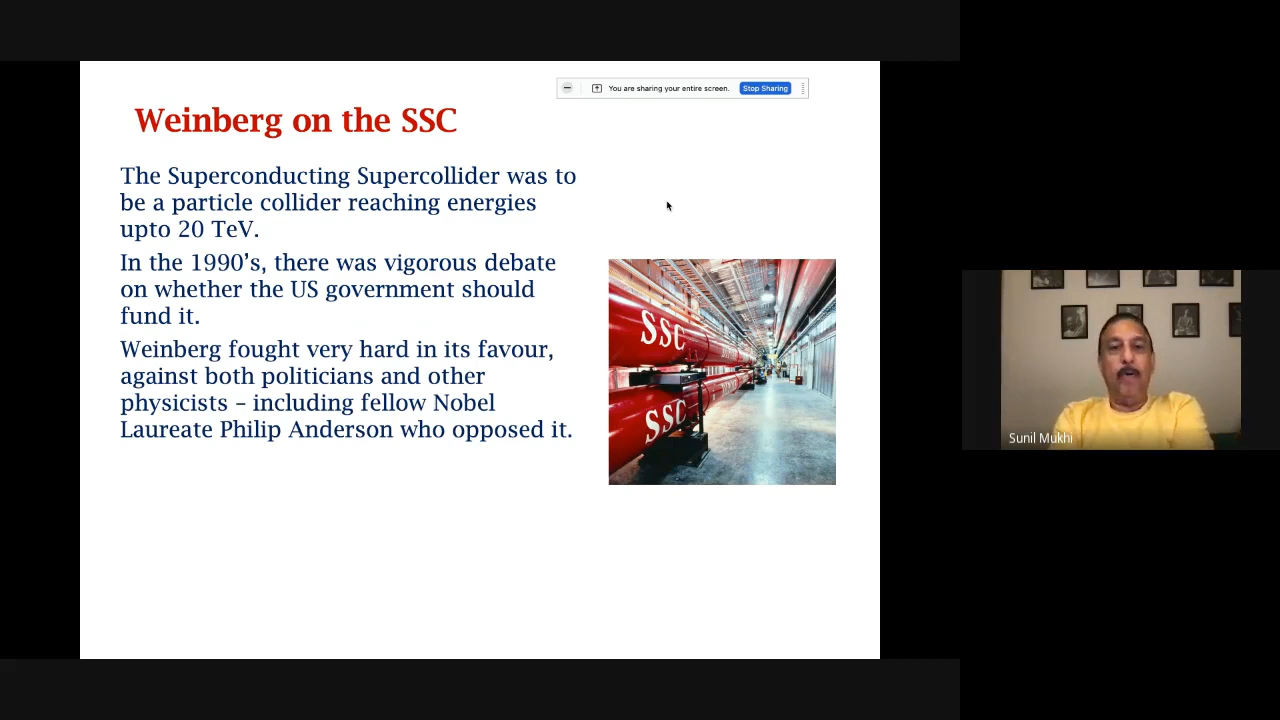 You are sharing your entire screen. Stop Sharing
Weinberg on the SSC
The Superconducting Supercollider was to
be a particle collider reaching energies
upto 20 TeV.
In the 1990's, there was vigorous debate
on whether the US government should
fund it.
Weinberg fought very hard in its favour,
against both politicians and other
physicists – including fellow Nobel
Laureate Philip Anderson who opposed it.
SSC
SSC
Sunil Mukhi